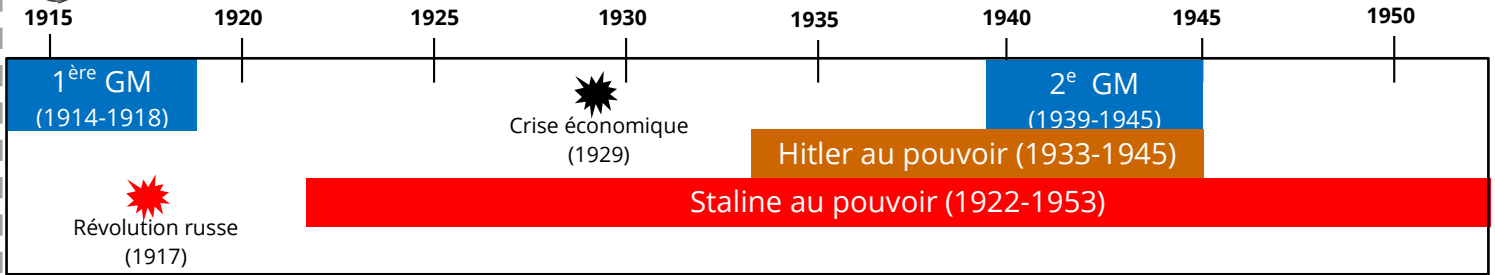 1915 1920 1925 1930 1935 1940 1945 1950
1ère GM
(1914-1918)
2e GM
(1939-1945)
Crise économique
(1929)
Hitler au pouvoir (1933-1945)
Staline au pouvoir (1922-1953)
Révolution russe
(1917)